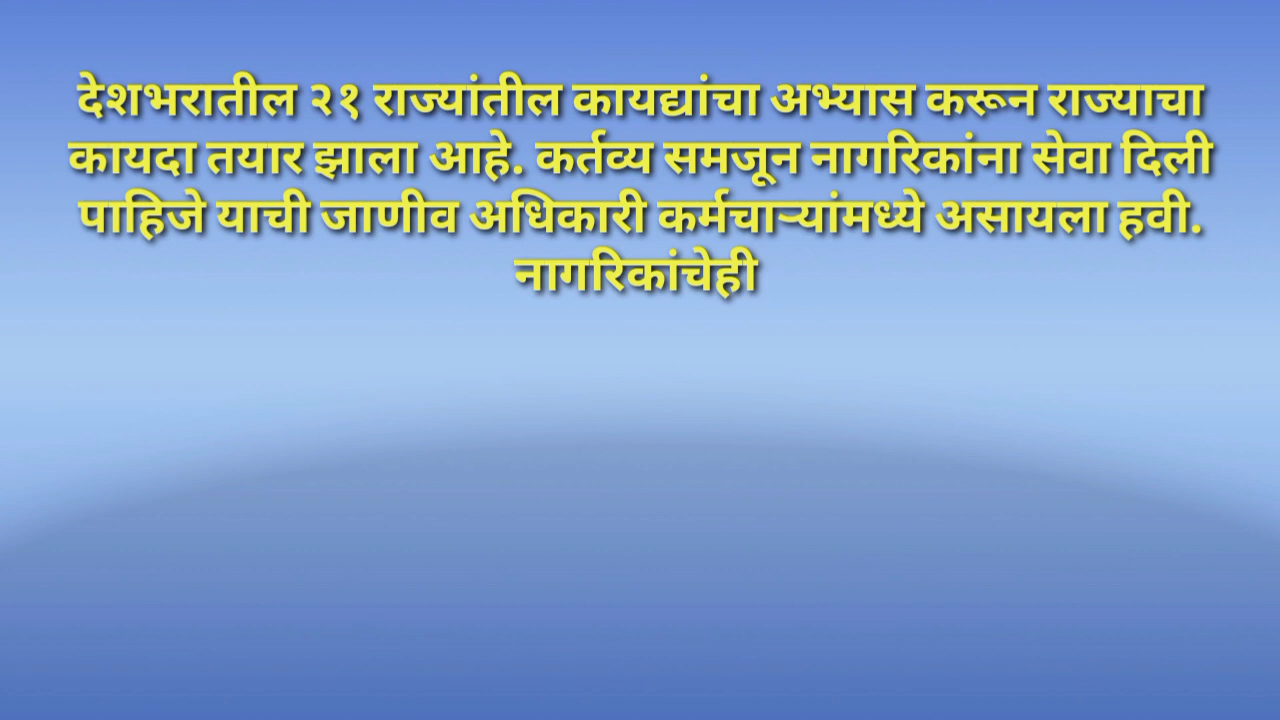 देशभरातील २१ राज्यांतील कायद्यांचा अभ्यास करून राज्याचा
कायदा तयार झाला आहे. कर्तव्य समजून नागरिकांना सेवा दिली
पाहिजे याची जाणीव अधिकारी कर्मचाऱ्यांमध्ये असायला हवी.
नागरिकांचेही